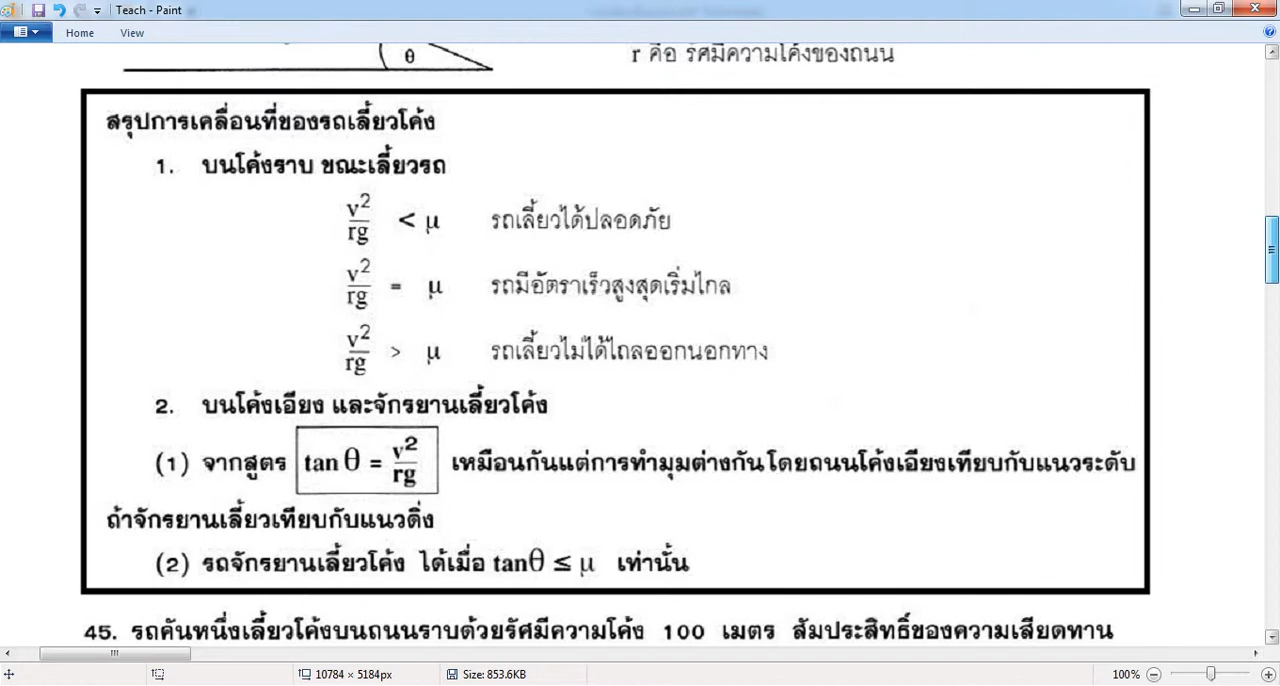 Teach - Paint
Home View
θ
r คือ รัศมีความโค้งของถนน
สรุปการเคลื่อนที่ของรถเลี้ยวโค้ง
1. บนโค้งราบ ขณะเลี้ยวรถ
v²/rg < μ รถเลี้ยวได้ปลอดภัย
v²/rg = μ รถมีอัตราเร็วสูงสุดเริ่มไกล
v²/rg > μ รถเลี้ยวไม่ได้ไถลออกนอกทาง
2. บนโค้งเอียง และจักรยานเลี้ยวโค้ง
(1) จากสูตร tan θ = v²/rg เหมือนกันแต่การทำมุมต่างกันโดยถนนโค้งเอียงเทียบกับแนวระดับ
ถ้าจักรยานเลี้ยวเทียบกับแนวดิ่ง
(2) รถจักรยานเลี้ยวโค้ง ได้เมื่อ tanθ ≤ μ เท่านั้น
45. รถคันหนึ่งเลี้ยวโค้งบนถนนราบด้วยรัศมีความโค้ง 100 เมตร สัมประสิทธิ์ของความเสียดทาน
10784 × 5184px Size: 853.6KB 100%